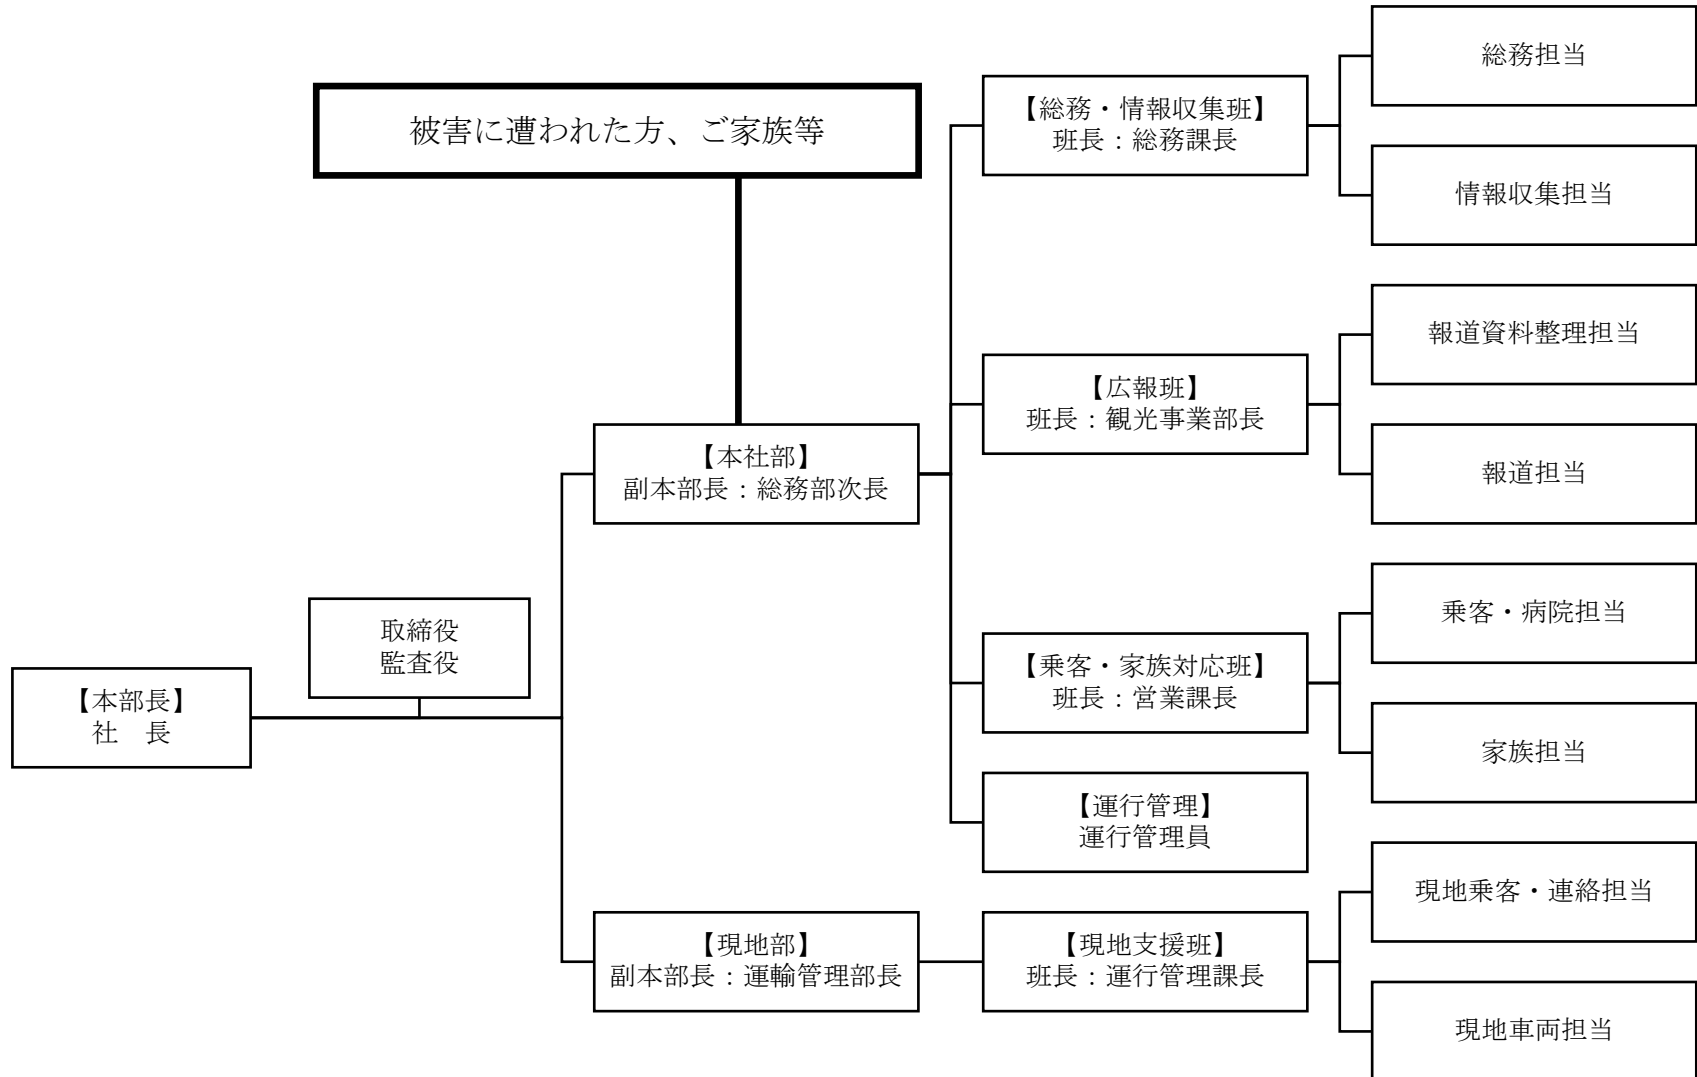 被害に遭われた方、ご家族等
【本部長】
社　長
取締役
監査役
【本社部】
副本部長：総務部次長
【総務・情報収集班】
班長：総務課長
総務担当
情報収集担当
【広報班】
班長：観光事業部長
報道資料整理担当
報道担当
【乗客・家族対応班】
班長：営業課長
乗客・病院担当
家族担当
【運行管理】
運行管理員
【現地部】
副本部長：運輸管理部長
【現地支援班】
班長：運行管理課長
現地乗客・連絡担当
現地車両担当